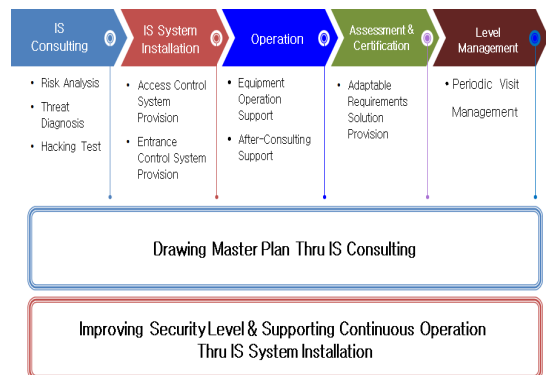 IS
Consulting
IS System
Installation
Operation
Assessment &
Certification
Level
Management
• Risk Analysis
• Threat
Diagnosis
• Hacking Test
• Access Control
System
Provision
• Entrance
Control System
Provision
• Equipment
Operation
Support
• After-Consulting
Support
• Adaptable
Requirements
Solution
Provision
• Periodic Visit
Management
Drawing Master Plan Thru IS Consulting
Improving Security Level & Supporting Continuous Operation
Thru IS System Installation